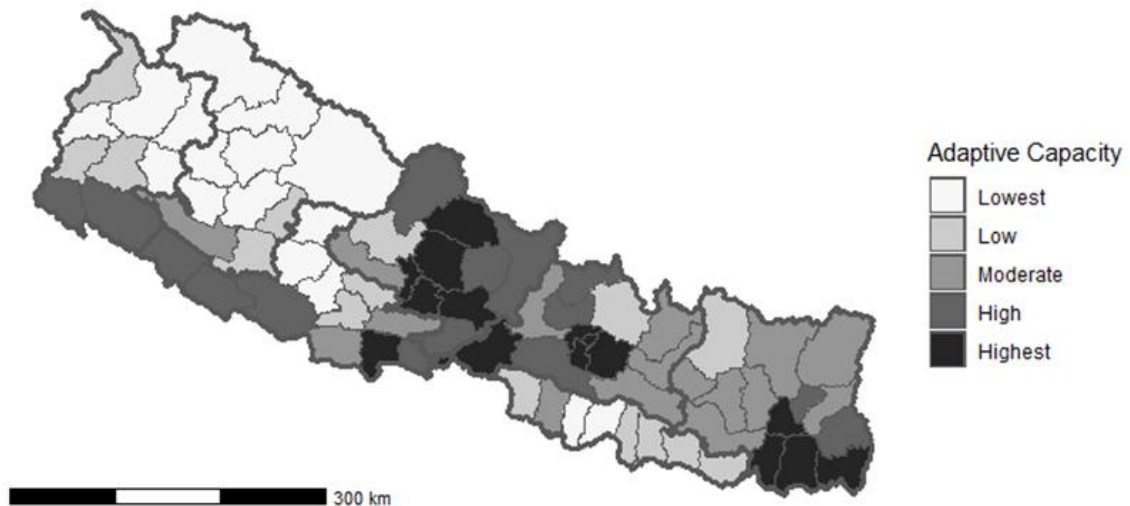 Adaptive Capacity
Lowest
Low
Moderate
High
Highest
300 km